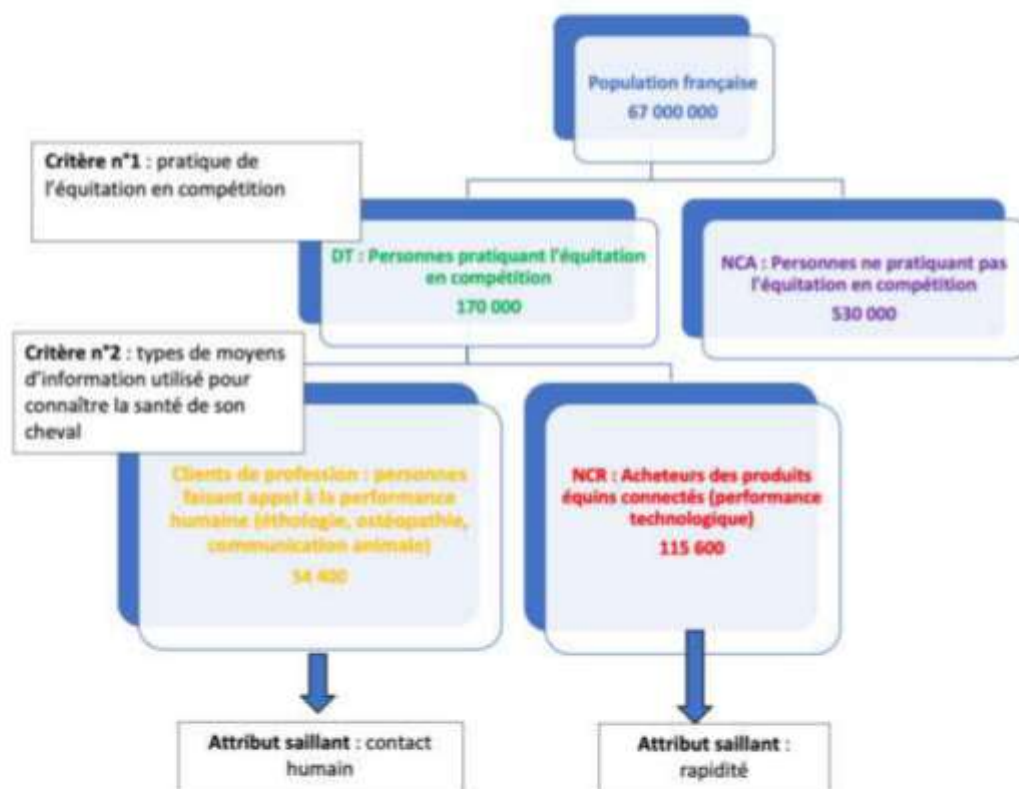 Population française
67 000 000
Critère n°1 : pratique de
l'équitation en compétition
DT : Personnes pratiquant l'équitation
en compétition
170 000
NCA : Personnes ne pratiquant pas
l'équitation en compétition
530 000
Critère n°2 : types de moyens
d'information utilisé pour
connaître la santé de son
cheval
Clients de profession : personnes
faisant appel à la performance
humaine (éthologie, ostéopathie,
communication animale)
54 400
NCR : Acheteurs des produits
équins connectés (performance
technologique)
115 600
Attribut saillant : contact
humain
Attribut saillant :
rapidité